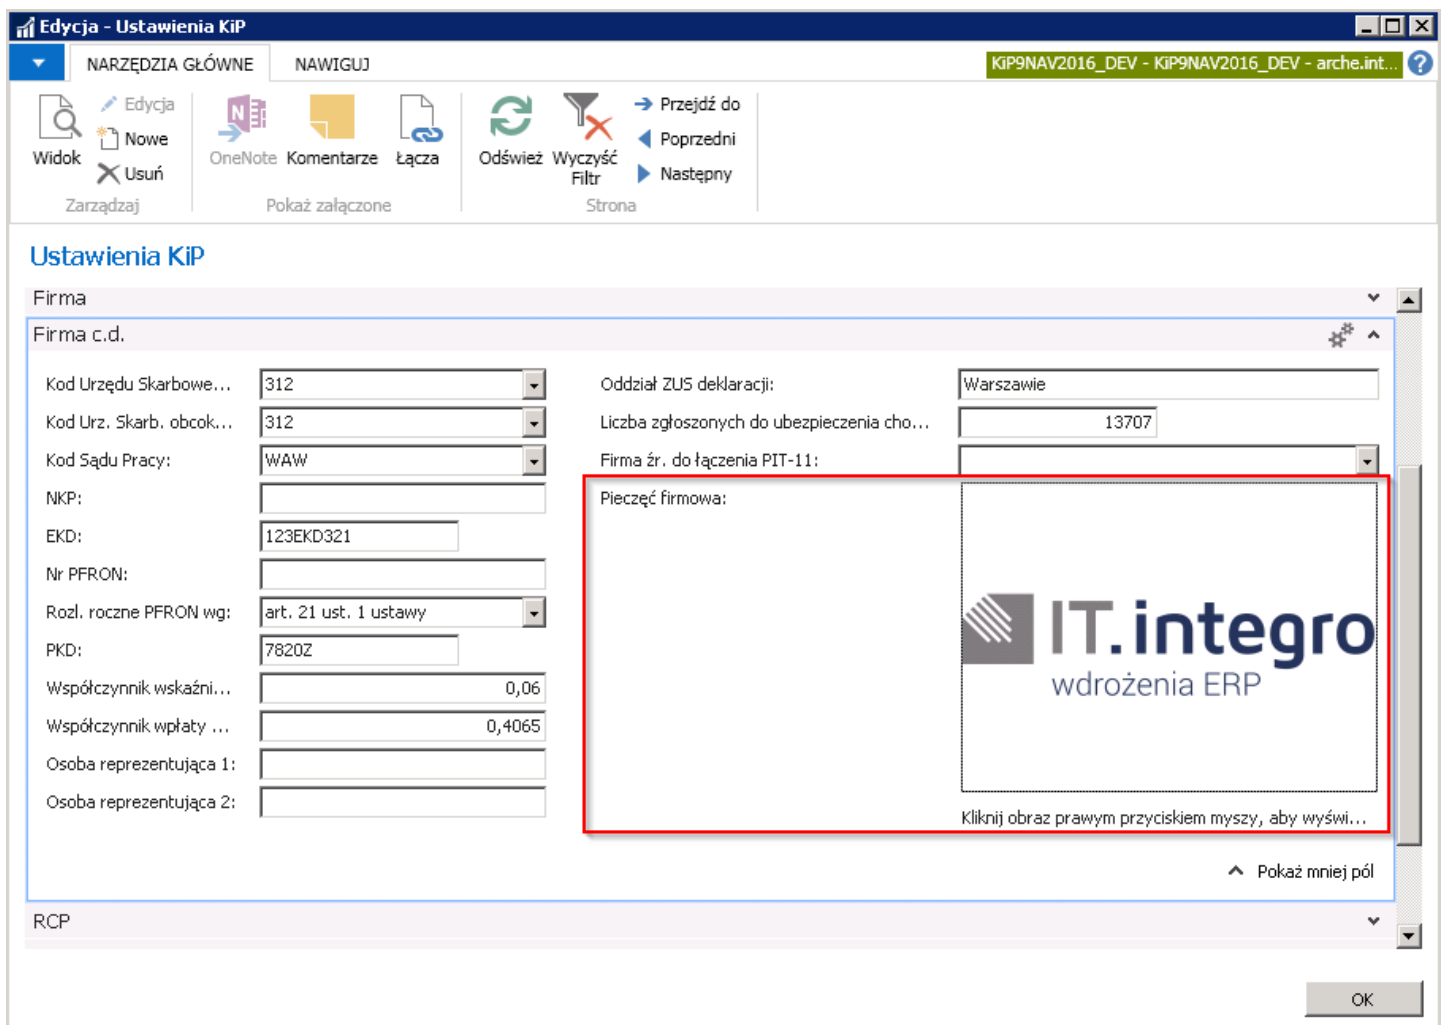 Edycja - Ustawienia KiP
NARZĘDZIA GŁÓWNE
NAWIGUJ
KiP9NAV2016_DEV - KiP9NAV2016_DEV - arche.int...
?
Widok
Edycja
Nowe
Usuń
Zarządzaj
OneNote
Komentarze
Łącza
Pokaż załączone
Odśwież
Wyczyść
Filtr
Przejdź do
Poprzedni
Następny
Strona
Ustawienia KiP
Firma
Firma c.d.
Kod Urzędu Skarbowe... 312
Kod Urz. Skarb. obcok... 312
Kod Sądu Pracy: WAW
NKP:
EKD: 123EKD321
Nr PFRON:
Rozl. roczne PFRON wg: art. 21 ust. 1 ustawy
PKD: 7820Z
Współczynnik wskaźni... 0,06
Współczynnik wpłaty ... 0,4065
Osoba reprezentująca 1:
Osoba reprezentująca 2:
Oddział ZUS deklaracji: Warszawie
Liczba zgłoszonych do ubezpieczenia cho... 13707
Firma źr. do łączenia PIT-11:
Pieczęć firmowa:
IT.integro
wdrożenia ERP
Kliknij obraz prawym przyciskiem myszy, aby wyświ...
Pokaż mniej pól
RCP
OK